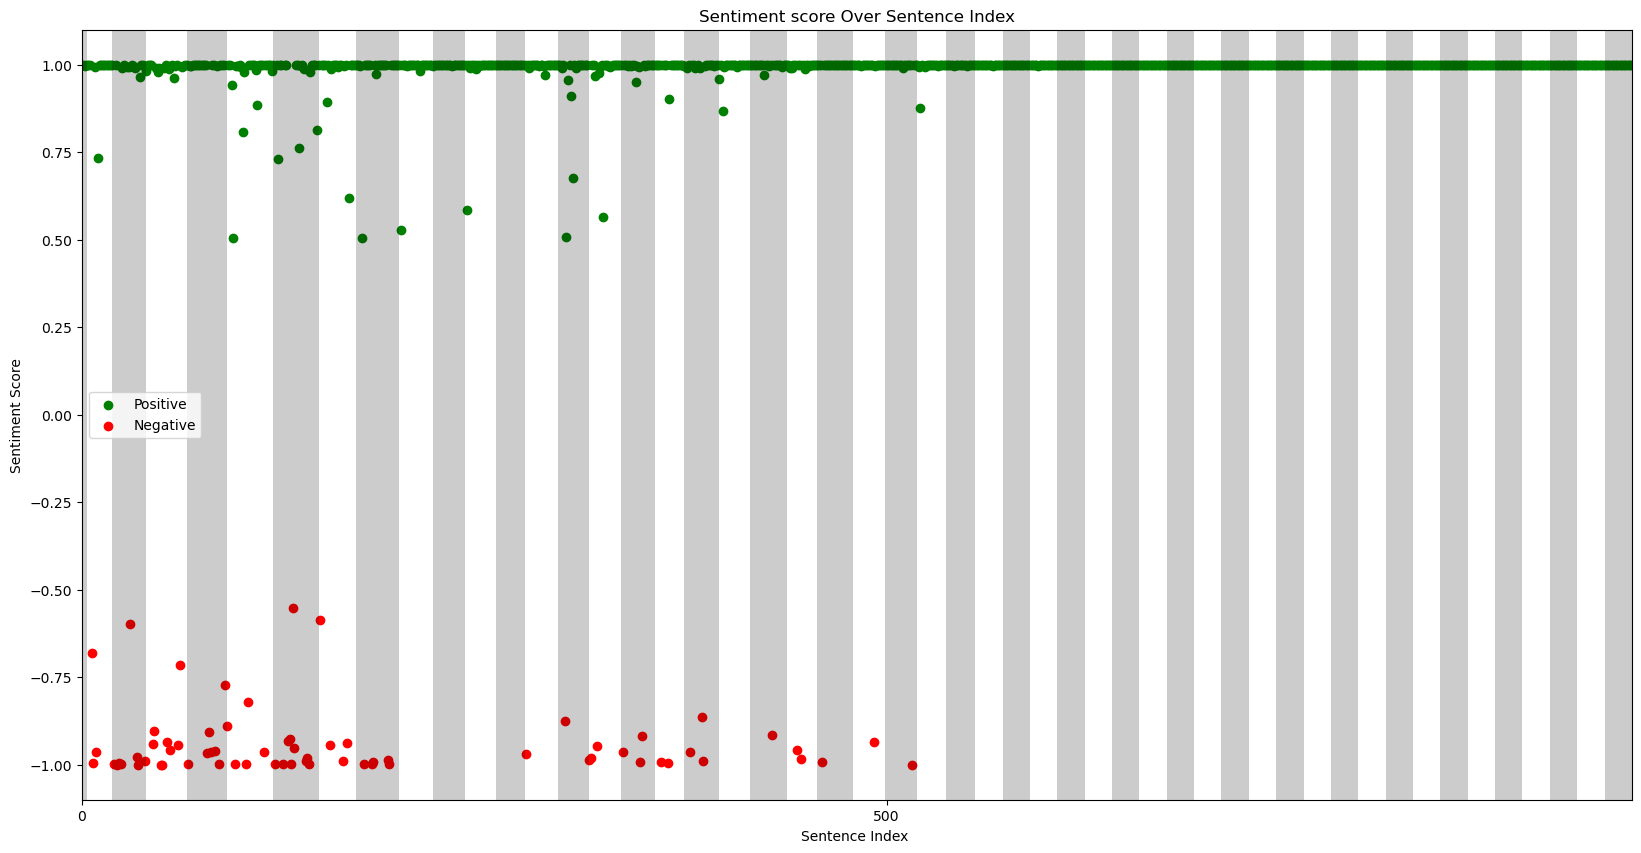 Sentiment score Over Sentence Index
1.00
0.75
0.50
0.25
0.00
−0.25
−0.50
−0.75
−1.00
Sentiment Score
Positive
Negative
0
500
Sentence Index